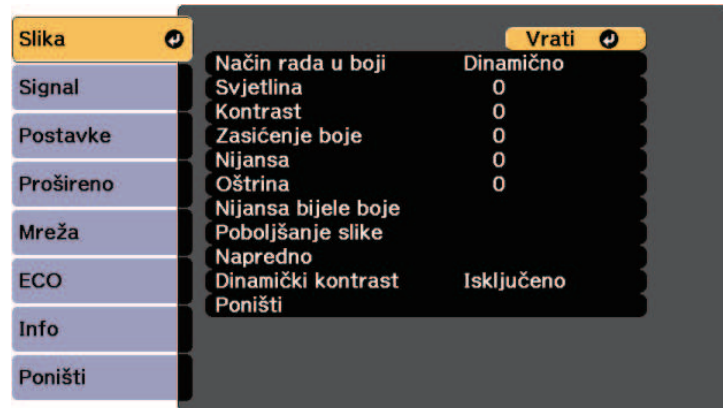 Slika
Signal
Postavke
Prošireno
Mreža
ECO
Info
Poništi
Vrati
Način rada u boji Dinamično
Svjetlina 0
Kontrast 0
Zasićenje boje 0
Nijansa 0
Oštrina 0
Nijansa bijele boje
Poboljšanje slike
Napredno
Dinamički kontrast Isključeno
Poništi